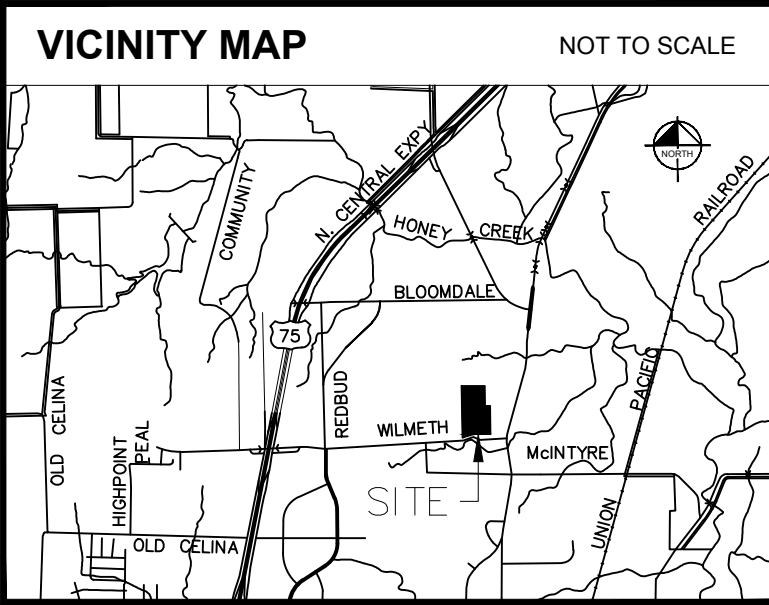 VICINITY MAP
NOT TO SCALE
NORTH
N. CENTRAL EXPY
RAILROAD
COMMUNITY
HONEY CREEK
BLOOMDALE
75
PACIFIC
OLD CELINA
REDBUD
WILMETH
PEAL
HIGHPOINT
McINTYRE
SITE
UNION
OLD CELINA